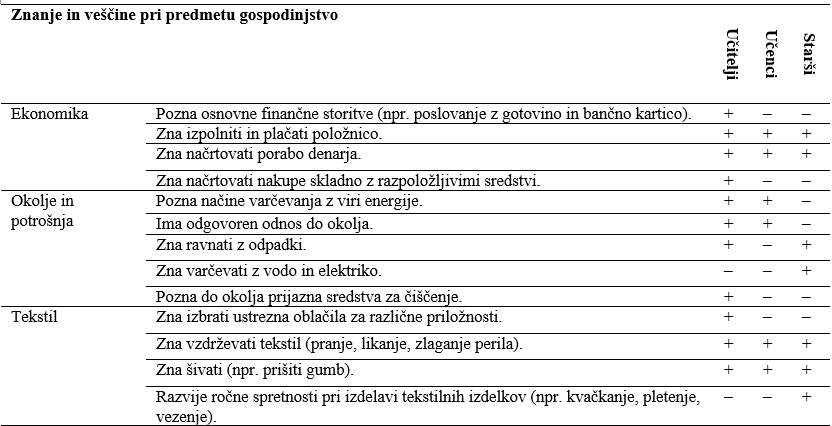 Znanje in veščine pri predmetu gospodinjstvo Učitelji Učenci Starši
Ekonomika Pozna osnovne finančne storitve (npr. poslovanje z gotovino in bančno kartico). + – –
Zna izpolniti in plačati položnico. + + +
Zna načrtovati porabo denarja. + + +
Zna načrtovati nakupe skladno z razpoložljivimi sredstvi. + – –
Okolje in Pozna načine varčevanja z viri energije. + + –
potrošnja Ima odgovoren odnos do okolja. + + –
Zna ravnati z odpadki. + – +
Zna varčevati z vodo in elektriko. – – +
Pozna do okolja prijazna sredstva za čiščenje. + – –
Tekstil Zna izbrati ustrezna oblačila za različne priložnosti. + – –
Zna vzdrževati tekstil (pranje, likanje, zlaganje perila). + + +
Zna šivati (npr. prišiti gumb). + + +
Razvije ročne spretnosti pri izdelavi tekstilnih izdelkov (npr. kvačkanje, pletenje, – – +
vezenje).